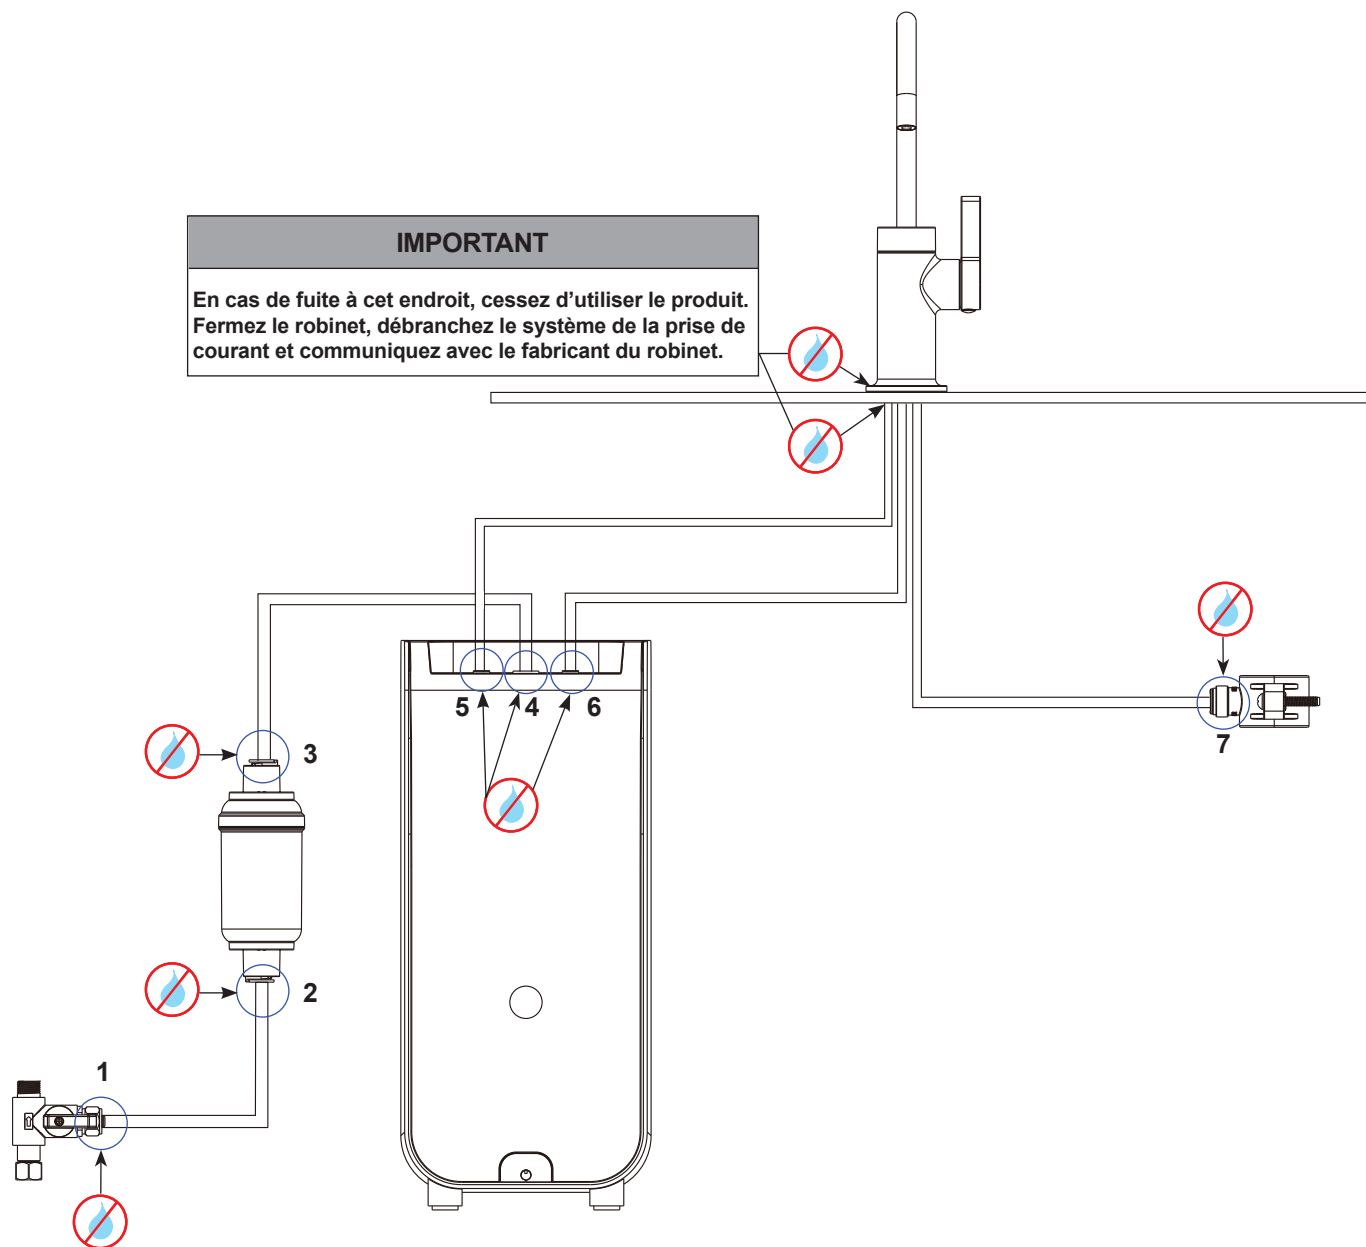 IMPORTANT
En cas de fuite à cet endroit, cessez d’utiliser le produit.
Fermez le robinet, débranchez le système de la prise de
courant et communiquez avec le fabricant du robinet.
5
4
6
7
3
2
1